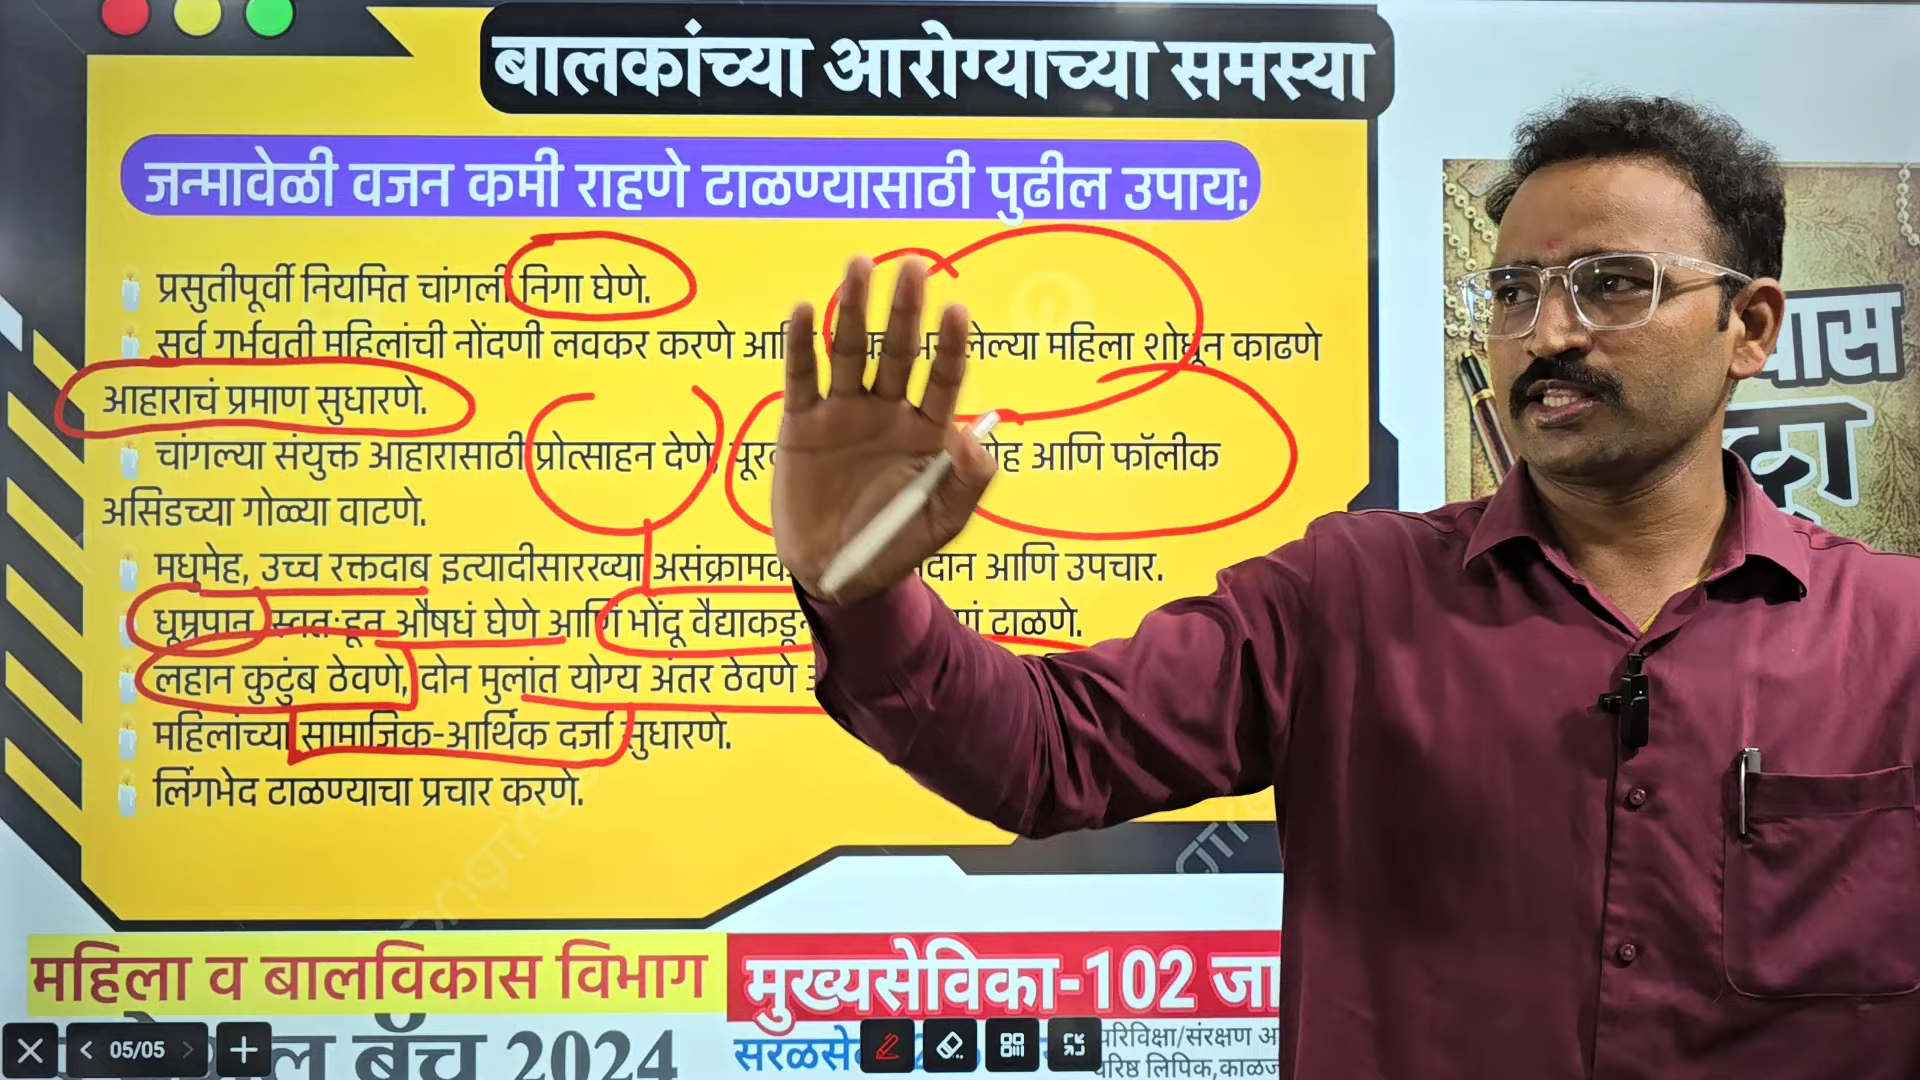 बालकांच्या आरोग्याच्या समस्या
जन्मावेळी वजन कमी राहणे टाळण्यासाठी पुढील उपाय:
प्रसुतीपूर्वी नियमित चांगली निगा घेणे.
सर्व गर्भवती महिलांची नोंदणी लवकर करणे महिला शोधून काढणे
आहाराचं प्रमाण सुधारणे.
चांगल्या संयुक्त आहारासाठी प्रोत्साहन देणे, आणि फॉलीक
असिडच्या गोळ्या वाटणे.
मधुमेह, उच्च रक्तदाब इत्यादीसारख्या आणि उपचार.
धूम्रपान स्वतःहून औषधं घेणे आणि भोंदू वैद्याकडून टाळणे.
लहान कुटुंब ठेवणे, दोन मुलांत योग्य अंतर ठेवणे
महिलांच्या सामाजिक-आर्थिक दर्जा सुधारणे.
लिंगभेद टाळण्याचा प्रचार करणे.
महिला व बालविकास विभाग
मुख्यसेविका-102
बॅच 2024
05/05